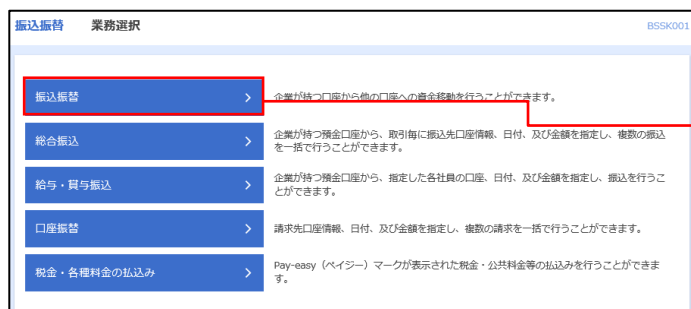 振込振替 業務選択 BSSK001
振込振替 企業が持つ口座から他の口座への資金移動を行うことができます。
総合振込 企業が持つ預金口座から、取引毎に振込先口座情報、日付、及び金額を指定し、複数の振込
を一括で行うことができます。
給与・賞与振込 企業が持つ預金口座から、指定した各社員の口座、日付、及び金額を指定し、振込を行うこ
とができます。
口座振替 請求先口座情報、日付、及び金額を指定し、複数の請求を一括で行うことができます。
税金・各種料金の払込み Pay-easy（ペイジー）マークが表示された税金・公共料金等の払込みを行うことができま
す。